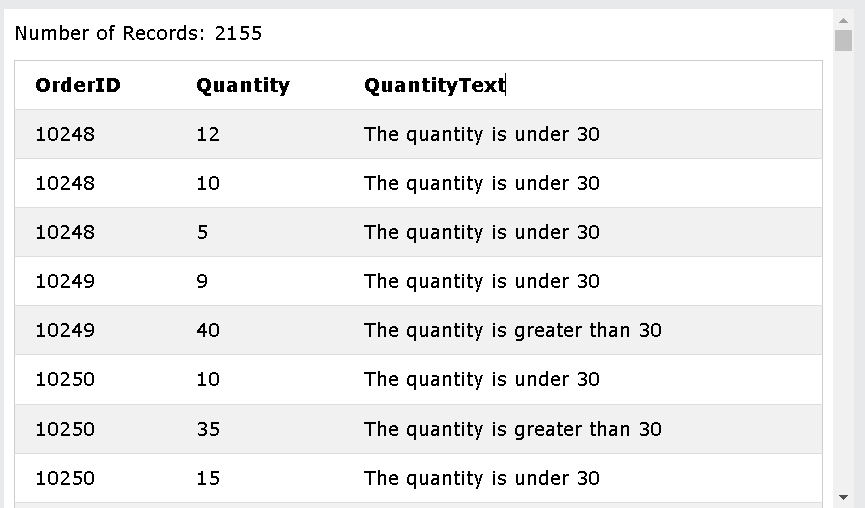 Number of Records: 2155
OrderID Quantity QuantityText
10248 12 The quantity is under 30
10248 10 The quantity is under 30
10248 5 The quantity is under 30
10249 9 The quantity is under 30
10249 40 The quantity is greater than 30
10250 10 The quantity is under 30
10250 35 The quantity is greater than 30
10250 15 The quantity is under 30